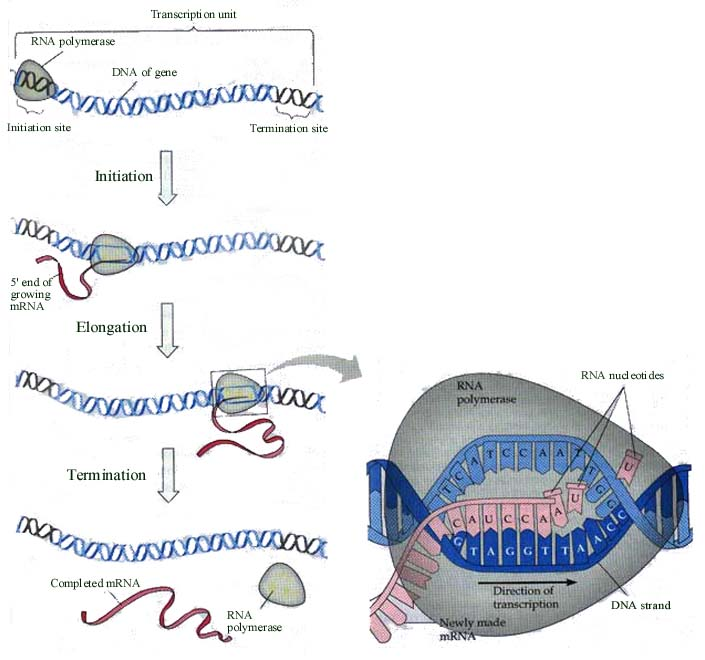 Transcription unit
RNA polymerase
DNA of gene
Initiation site
Termination site
Initiation
5' end of
growing
mRNA
Elongation
Termination
Completed mRNA
RNA
polymerase
RNA nucleotides
RNA
polymerase
T C A T C C A A T T G G
U
C A U C C A A U
G T A G G T T A A C C
Direction of
transcription
DNA strand
Newly made
mRNA